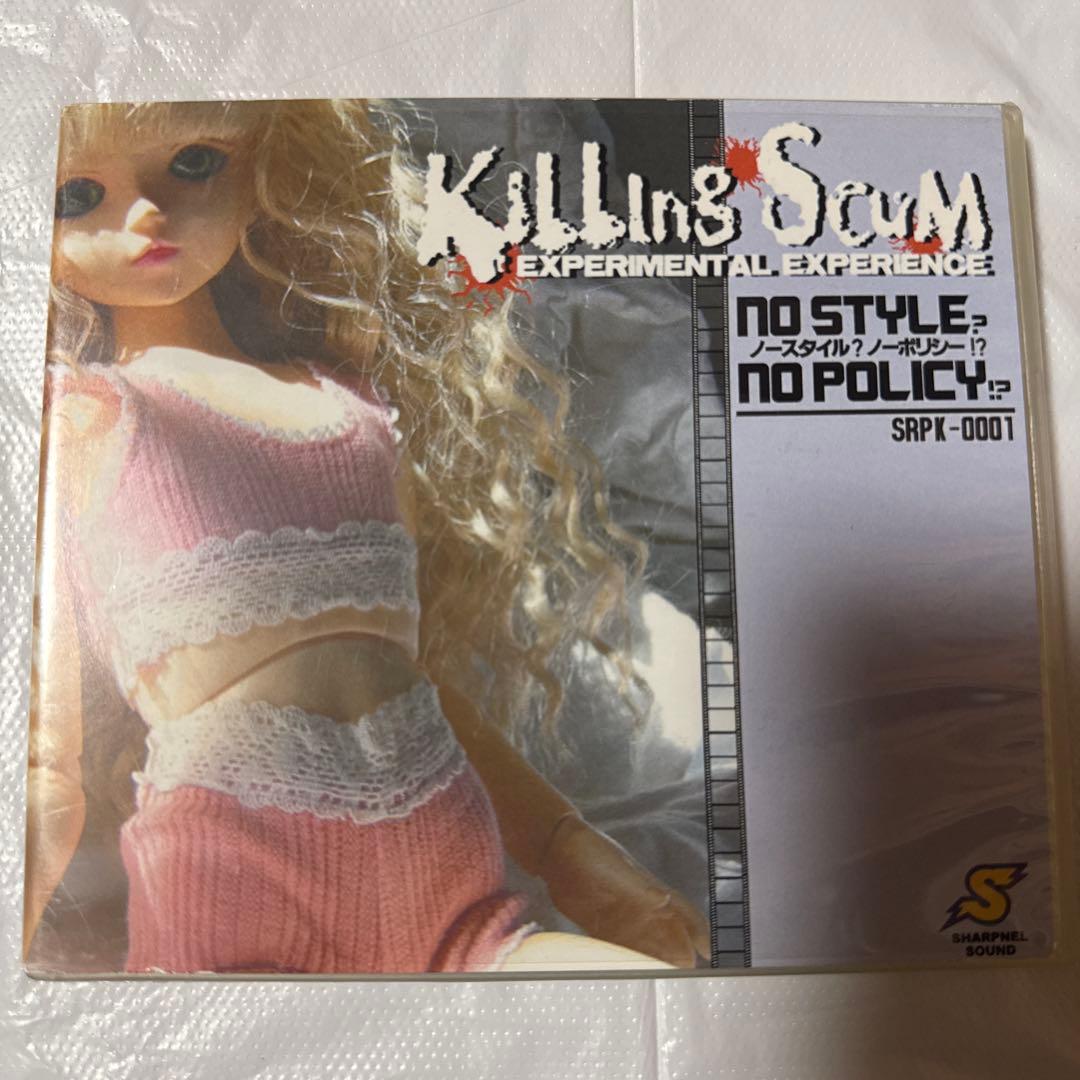 KiLLing Scum
EXPERIMENTAL.EXPERIENCE.
NO STYLE?
ノースタイル?ノーポリシー!?
NO POLICY!?
SRPK-0001
S
SHARPNEL
SOUND